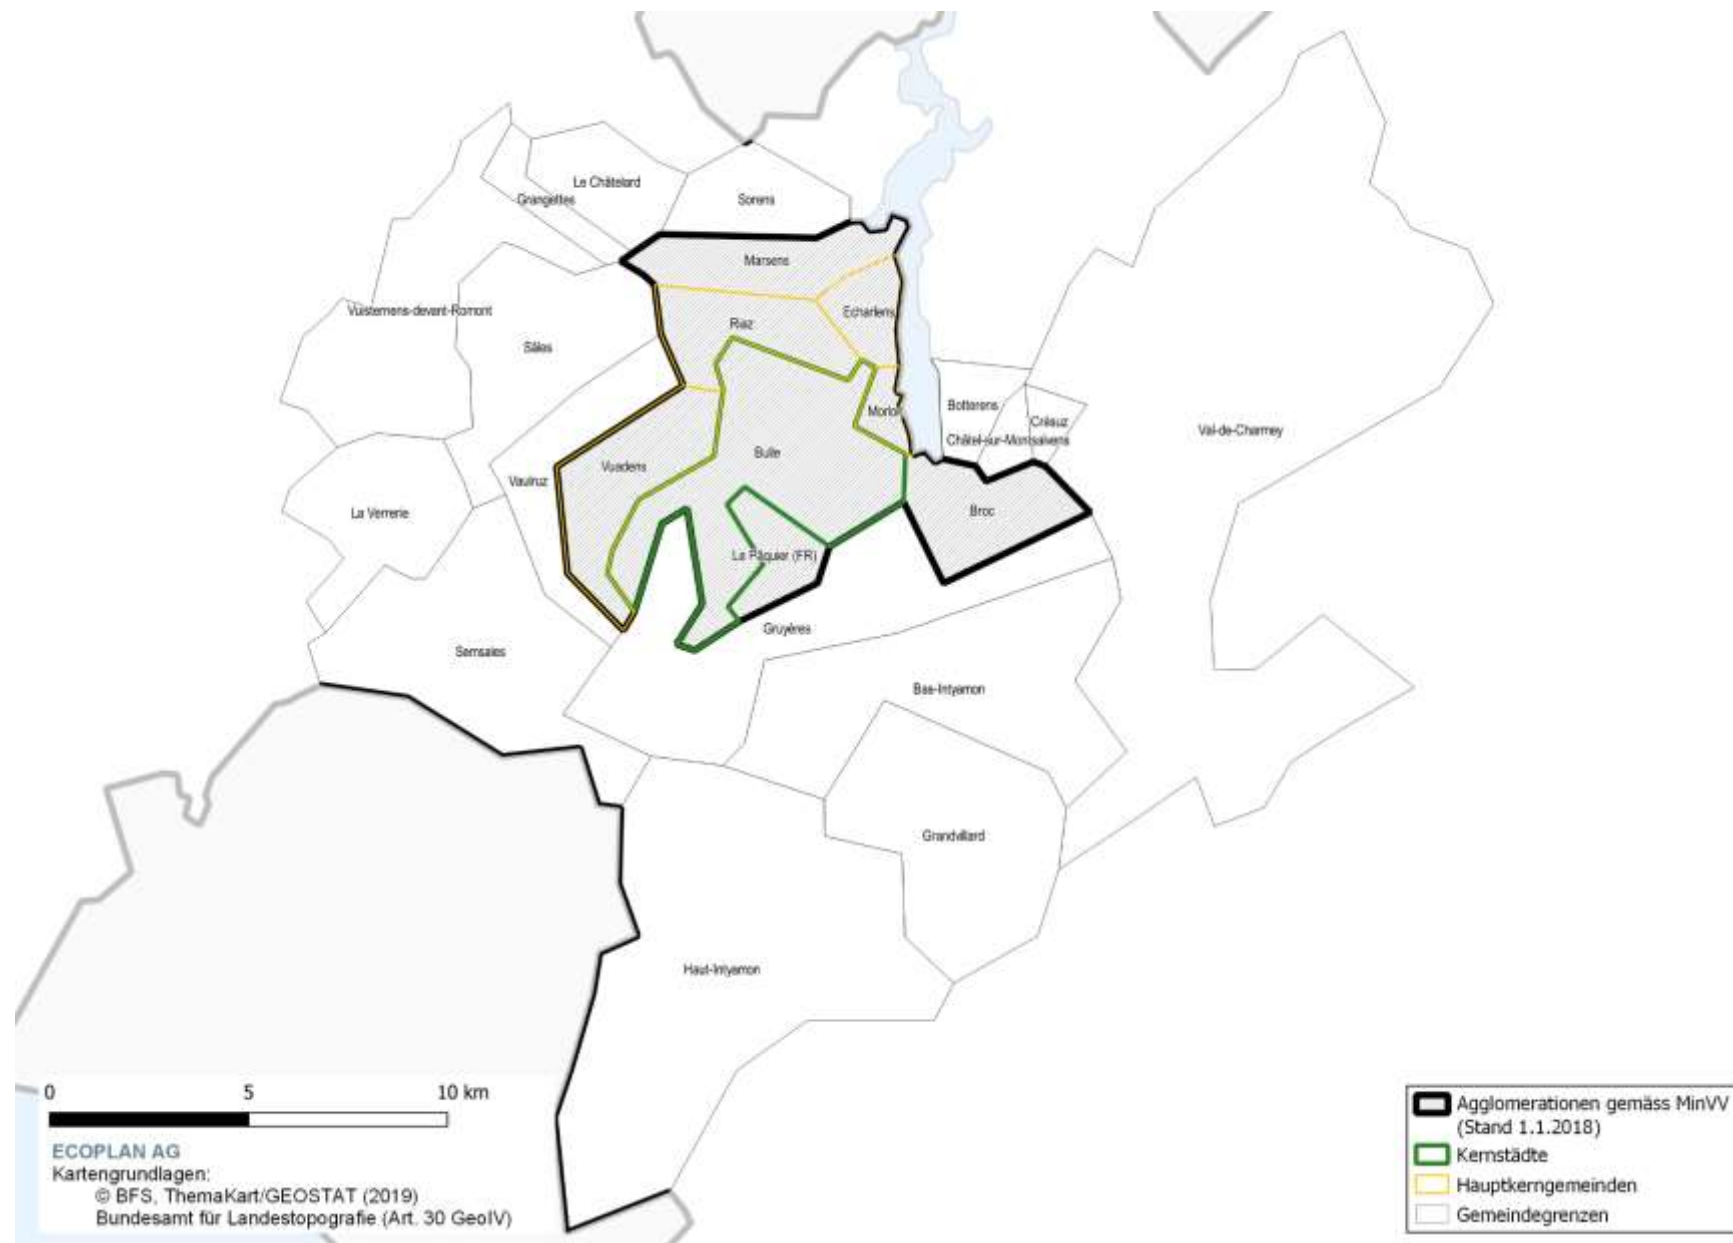 Le Châtelard
Grangettes
Sorens
Marsens
Vuisternens-devant-Romont
Echarlens
Riaz
Sâles
Botterens
Morlon
Crésuz
Val-de-Charmey
Châtel-sur-Montsalvens
Bulle
Vuadens
Vaulruz
La Verrerie
Broc
Le Pâquier (FR)
Gruyères
Semsales
Bas-Intyamon
Grandvillard
Haut-Intyamon
0 5 10 km
ECOPLAN AG
Kartengrundlagen:
© BFS, ThemaKart/GEOSTAT (2019)
Bundesamt für Landestopografie (Art. 30 GeoIV)
Agglomerationen gemäss MinVV
(Stand 1.1.2018)
Kernstädte
Hauptkerngemeinden
Gemeindegrenzen